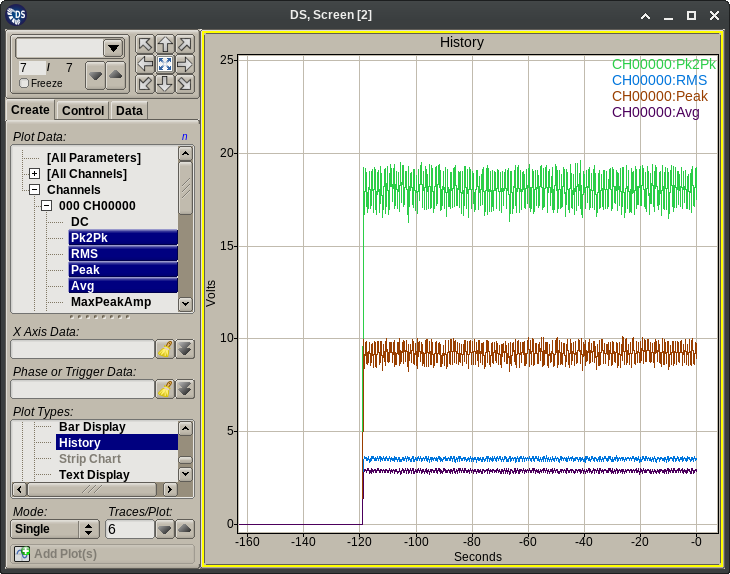 DS
DS, Screen [2]
7 / 7
Freeze
Create
Control
Data
Plot Data:
n
[All Parameters]
[All Channels]
Channels
000 CH00000
DC
Pk2Pk
RMS
Peak
Avg
MaxPeakAmp
X Axis Data:
Phase or Trigger Data:
Plot Types:
Bar Display
History
Strip Chart
Text Display
Mode:
Traces/Plot:
Single
6
Add Plot(s)
History
CH00000:Pk2Pk
CH00000:RMS
CH00000:Peak
CH00000:Avg
25
20
15
10
5
0
Volts
-160 -140 -120 -100 -80 -60 -40 -20 -0
Seconds